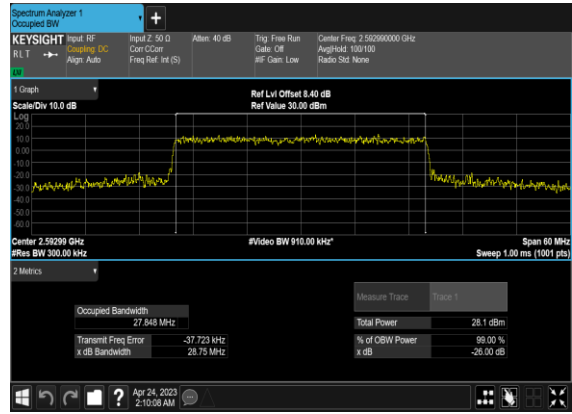 Spectrum Analyzer 1
Occupied BW
+
KEYSIGHT Input: RF Input Z: 50 Ω Atten: 40 dB Trig: Free Run Center Freq: 2.592990000 GHz
RLT Coupling: DC Corr CCorr Gate: Off Avg|Hold: 100/100
Align: Auto Freq Ref: Int (S) #IF Gain: Low Radio Std: None
LW
1 Graph
Ref Lvl Offset 8.40 dB
Scale/Div 10.0 dB Ref Value 30.00 dBm
Log
20.0
10.0
0.00
-10.0
-20.0
-30.0
-40.0
-50.0
-60.0
Center 2.59299 GHz #Video BW 910.00 kHz* Span 60 MHz
#Res BW 300.00 kHz Sweep 1.00 ms (1001 pts)
2 Metrics
Measure Trace Trace 1
Occupied Bandwidth
27.848 MHz Total Power 28.1 dBm
Transmit Freq Error -37.723 kHz % of OBW Power 99.00 %
x dB Bandwidth 28.75 MHz x dB -26.00 dB
? Apr 24, 2023
2:10:08 AM